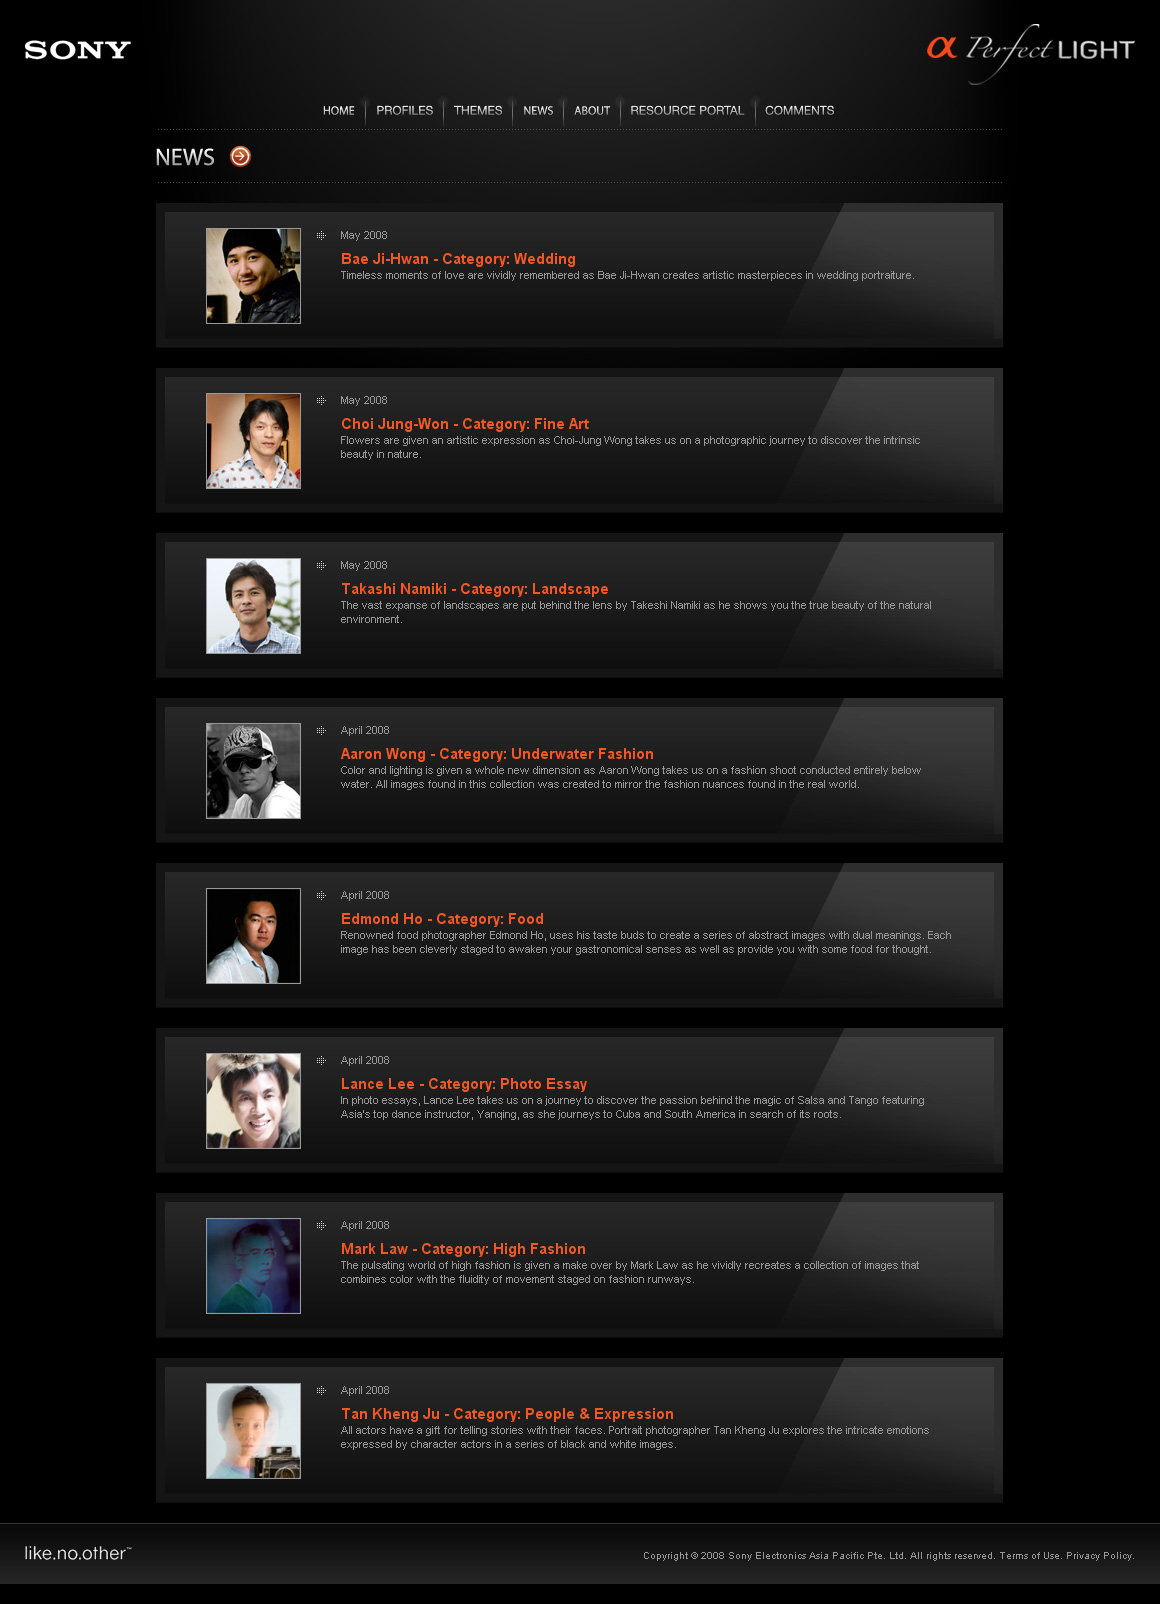 SONY
α Perfect LIGHT
HOME PROFILES THEMES NEWS ABOUT RESOURCE PORTAL COMMENTS
NEWS
May 2008
Bae Ji-Hwan - Category: Wedding
Timeless moments of love are vividly remembered as Bae Ji-Hwan creates artistic masterpieces in wedding portraiture.
May 2008
Choi Jung-Won - Category: Fine Art
Flowers are given an artistic expression as Choi-Jung Wong takes us on a photographic journey to discover the intrinsic
beauty in nature.
May 2008
Takashi Namiki - Category: Landscape
The vast expanse of landscapes are put behind the lens by Takeshi Namiki as he shows you the true beauty of the natural
environment.
April 2008
Aaron Wong - Category: Underwater Fashion
Color and lighting is given a whole new dimension as Aaron Wong takes us on a fashion shoot conducted entirely below
water. All images found in this collection was created to mirror the fashion nuances found in the real world.
April 2008
Edmond Ho - Category: Food
Renowned food photographer Edmond Ho, uses his taste buds to create a series of abstract images with dual meanings. Each
image has been cleverly staged to awaken your gastronomical senses as well as provide you with some food for thought.
April 2008
Lance Lee - Category: Photo Essay
In photo essays, Lance Lee takes us on a journey to discover the passion behind the magic of Salsa and Tango featuring
Asia's top dance instructor, Yanqing, as she journeys to Cuba and South America in search of its roots.
April 2008
Mark Law - Category: High Fashion
The pulsating world of high fashion is given a make over by Mark Law as he vividly recreates a collection of images that
combines color with the fluidity of movement staged on fashion runways.
April 2008
Tan Kheng Ju - Category: People & Expression
All actors have a gift for telling stories with their faces. Portrait photographer Tan Kheng Ju explores the intricate emotions
expressed by character actors in a series of black and white images.
like.no.other™
Copyright © 2008 Sony Electronics Asia Pacific Pte. Ltd. All rights reserved. Terms of Use. Privacy Policy.